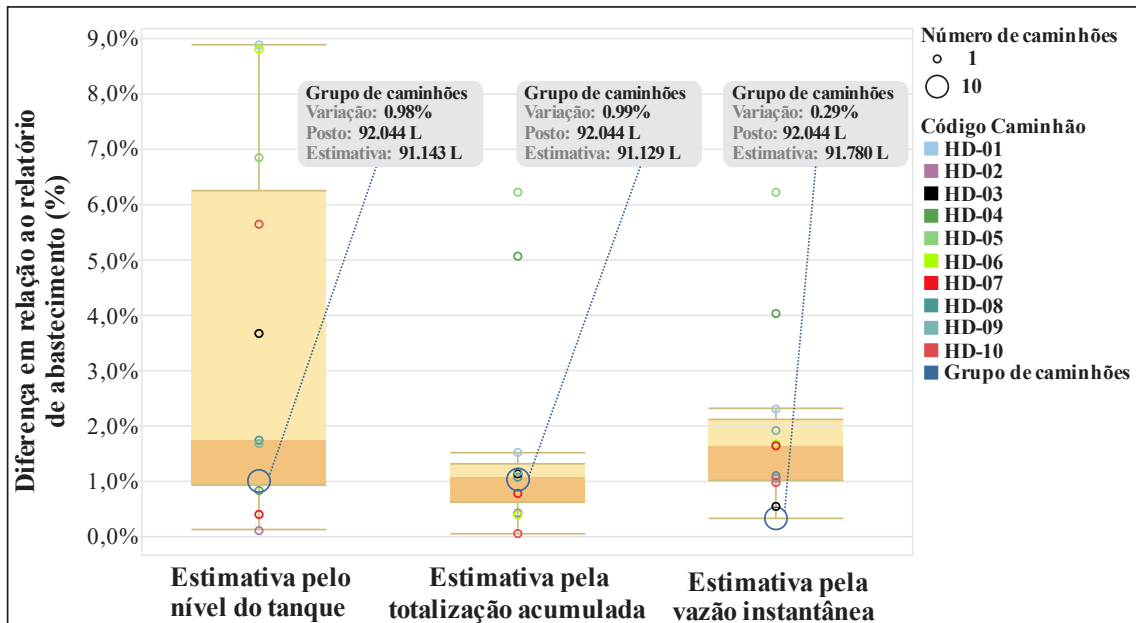 Diferença em relação ao relatório
de abastecimento (%)
9,0%
8,0%
7,0%
6,0%
5,0%
4,0%
3,0%
2,0%
1,0%
0,0%
Grupo de caminhões
Variação: 0.98%
Posto: 92.044 L
Estimativa: 91.143 L
Grupo de caminhões
Variação: 0.99%
Posto: 92.044 L
Estimativa: 91.129 L
Grupo de caminhões
Variação: 0.29%
Posto: 92.044 L
Estimativa: 91.780 L
Estimativa pelo
nível do tanque
Estimativa pela
totalização acumulada
Estimativa pela
vazão instantânea
Número de caminhões
1
10
Código Caminhão
HD-01
HD-02
HD-03
HD-04
HD-05
HD-06
HD-07
HD-08
HD-09
HD-10
Grupo de caminhões